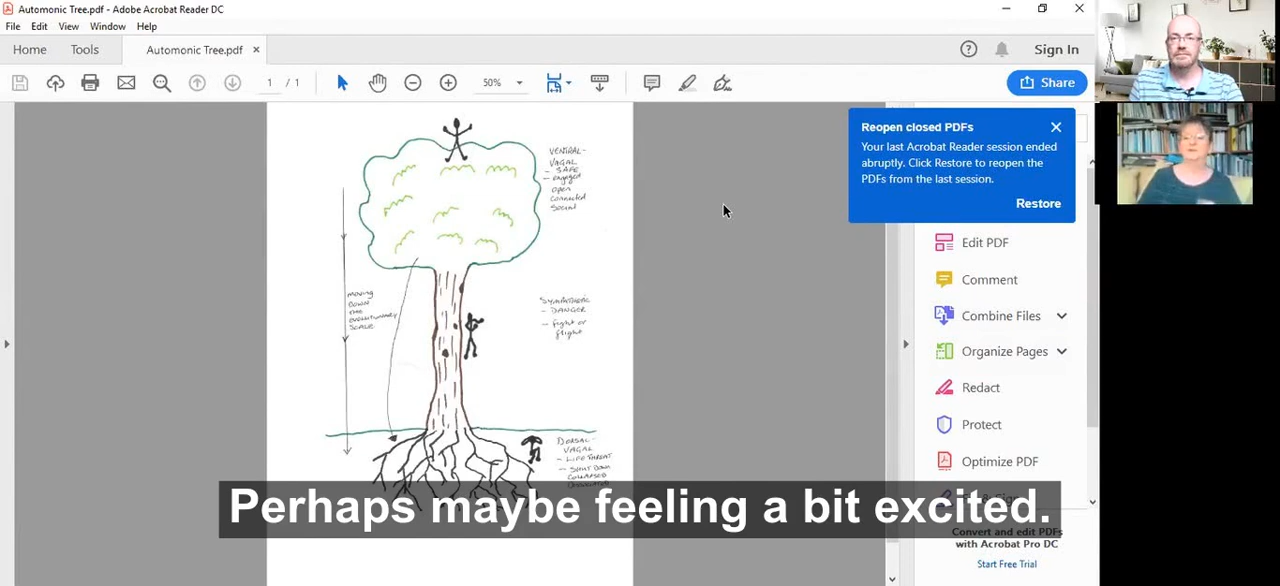 Automonic Tree.pdf - Adobe Acrobat Reader DC
File Edit View Window Help
Home Tools Automonic Tree.pdf × Sign In
1 / 1 50% Share
VENTRAL-
VAGAL
- SAFE
- engaged
open
connected
social
moving
DOWN
THE
EVOLUTIONARY
SCALE
SYMPATHETIC
- DANGER
- fight or
flight
DORSAL-
VAGAL
- LIFE THREAT
- SHUT DOWN
COLLAPSED
Reopen closed PDFs
Your last Acrobat Reader session ended
abruptly. Click Restore to reopen the
PDFs from the last session.
Restore
Edit PDF
Comment
Combine Files
Organize Pages
Redact
Protect
Optimize PDF
Convert and edit PDFs
with Acrobat Pro DC
Start Free Trial
Perhaps maybe feeling a bit excited.